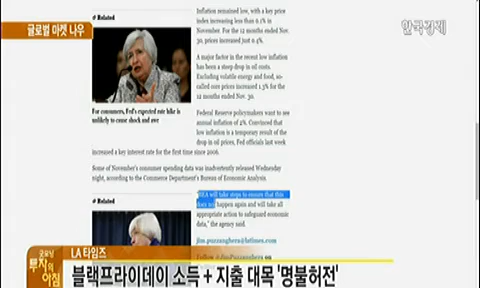 글로벌 마켓 나우
한국경제
# Related
For consumers, Fed's expected rate hike is
unlikely to cause shock and awe
Inflation remained low, with a key price
index increasing less than 0.1% in
November. For the 12 months ended Nov.
30, prices increased just 0.4%.
A major factor in the recent low inflation
has been a steep drop in oil costs.
Excluding volatile energy and food, so-
called core prices increased 1.3% for the
12 months ended Nov. 30.
Federal Reserve policymakers want to see
annual inflation of 2%. Convinced that
low inflation is a temporary result of the
drop in oil prices, Fed officials last week
increased a key interest rate for the first time since 2006.
Some of November's consumer spending data was inadvertently released Wednesday
night, according to the Commerce Department's Bureau of Economic Analysis.
# Related
"BEA will take steps to ensure that this
does not happen again and will take all
appropriate action to safeguard economic
data," the agency said.
jim.puzzanghera@latimes.com
Follow @JimPuzzanghera
굿모닝
투자의
아침
LA 타임즈
블랙프라이데이 소득 + 지출 대목 '명불허전'